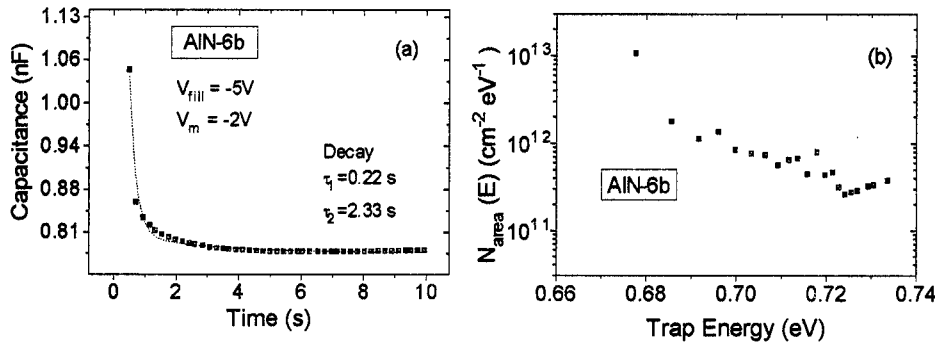 1.13
1.06
1.00
0.94
0.88
0.81
Capacitance (nF)
AlN-6b
(a)
V_fill = -5V
V_m = -2V
Decay
τ_1=0.22 s
τ_2=2.33 s
0 2 4 6 8 10
Time (s)
10^13
10^12
10^11
N_area (E) (cm^-2 eV^-1)
(b)
AlN-6b
0.66 0.68 0.70 0.72 0.74
Trap Energy (eV)